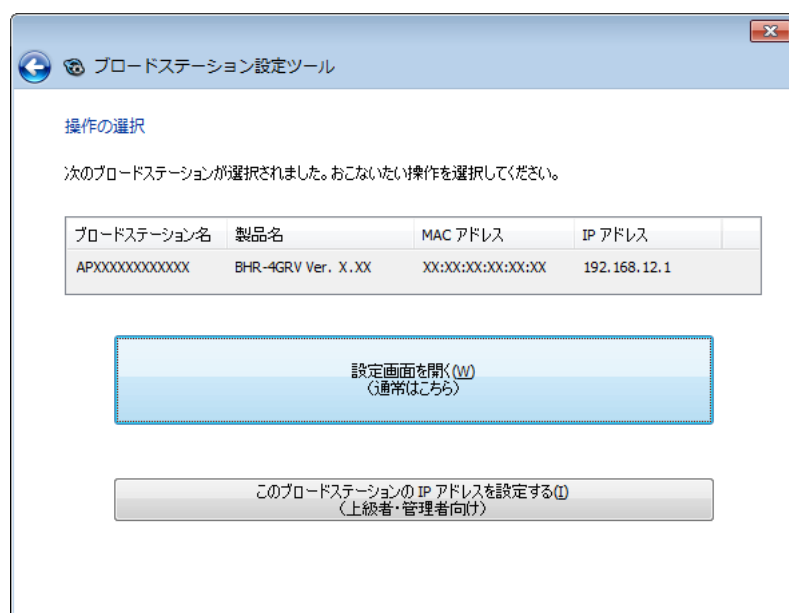 ブロードステーション設定ツール
操作の選択
次のブロードステーションが選択されました。おこないたい操作を選択してください。
ブロードステーション名 製品名 MAC アドレス IP アドレス
APXXXXXXXXXXXX BHR-4GRV Ver. X.XX XX:XX:XX:XX:XX:XX 192.168.12.1
設定画面を開く(W)
(通常はこちら)
このブロードステーションの IP アドレスを設定する(I)
(上級者・管理者向け)